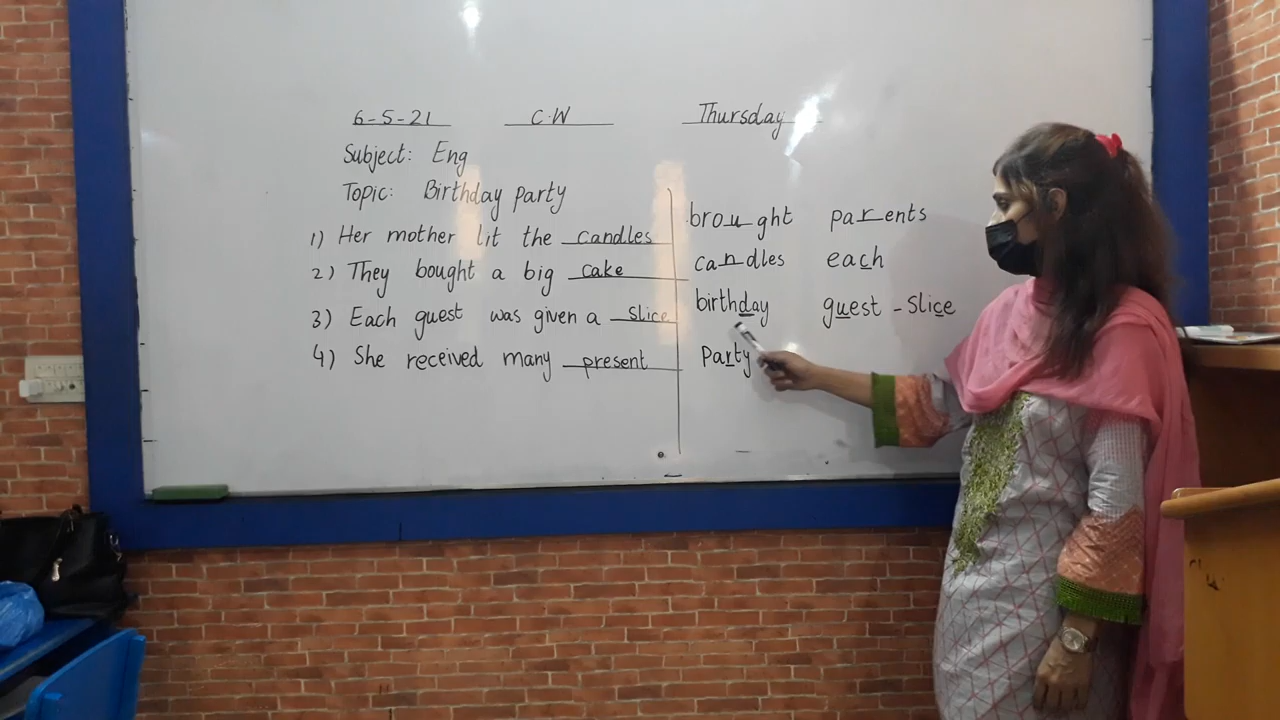 6-5-21 C.W Thursday
Subject: Eng
Topic: Birthday party
1) Her mother lit the candles
2) They bought a big cake
3) Each guest was given a slice
4) She received many present
brought parents
candles each
birthday guest - slice
Party